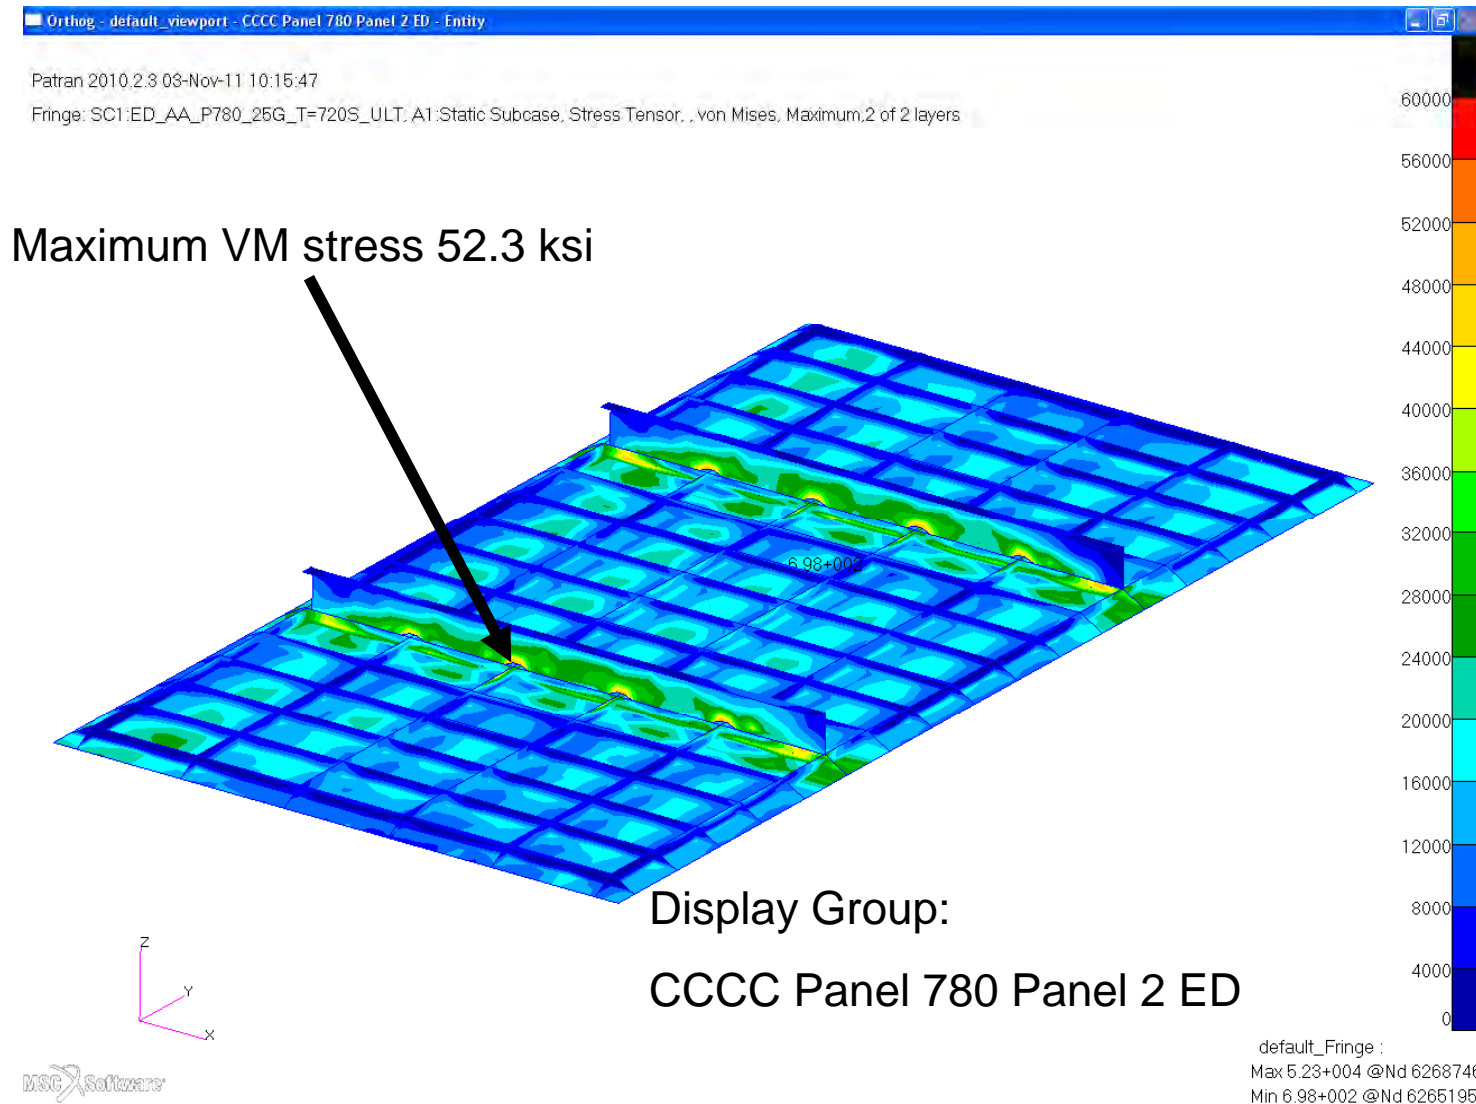 Orthog - default_viewport - CCCC Panel 780 Panel 2 ED - Entity
Patran 2010.2.3 03-Nov-11 10:15:47
Fringe: SC1:ED_AA_P780_25G_T=720S_ULT, A1:Static Subcase, Stress Tensor, , von Mises, Maximum,2 of 2 layers
60000
56000
52000
48000
44000
40000
36000
32000
28000
24000
20000
16000
12000
8000
4000
0
Maximum VM stress 52.3 ksi
6.98+002
Display Group:
CCCC Panel 780 Panel 2 ED
Z
Y
X
MSC Software
default_Fringe :
Max 5.23+004 @Nd 6268746
Min 6.98+002 @Nd 6265195